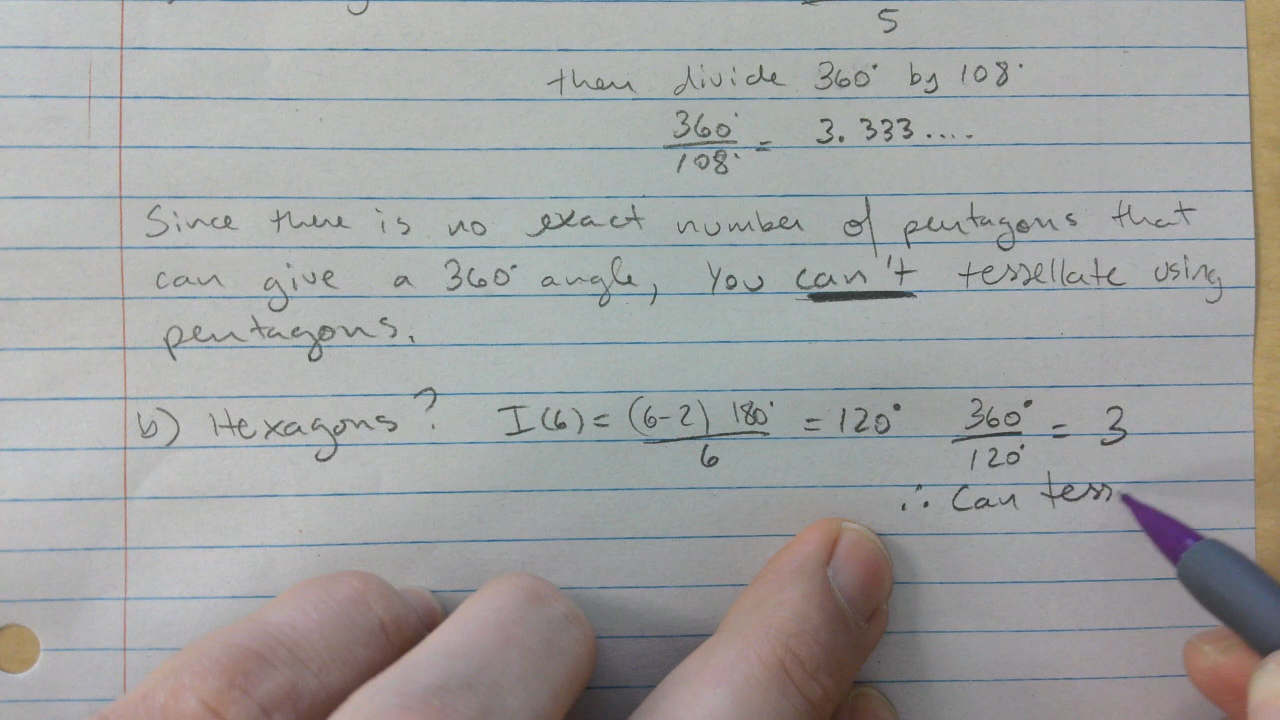 5
then divide 360° by 108°
360° / 108° = 3.333....
Since there is no exact number of pentagons that
can give a 360° angle, you can't tessellate using
pentagons.
b) Hexagons? I(6) = (6-2) 180° / 6 = 120° 360° / 120° = 3
∴ Can tess